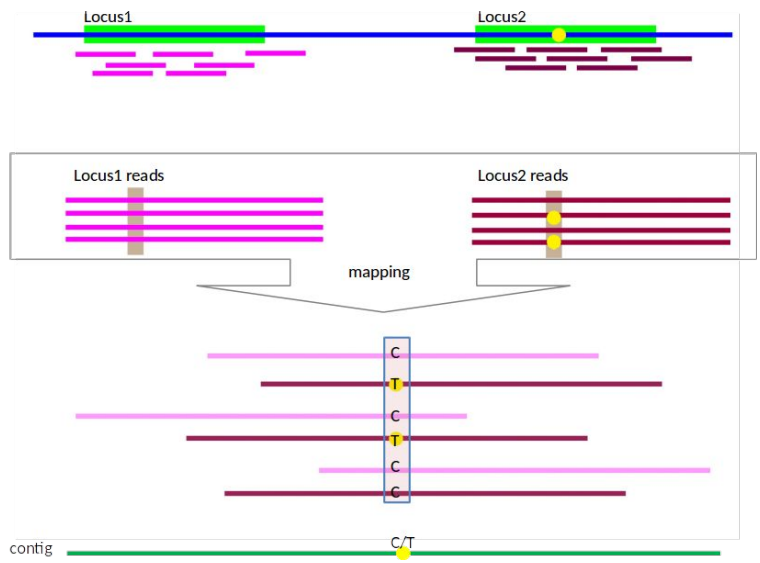 Locus1
Locus2
Locus1 reads
Locus2 reads
mapping
C
T
C
T
C
C
C/T
contig